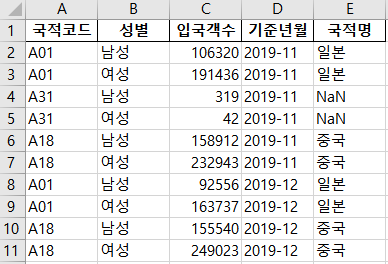 A B C D E
1 국적코드 성별 입국객수 기준년월 국적명
2 A01 남성 106320 2019-11 일본
3 A01 여성 191436 2019-11 일본
4 A31 남성 319 2019-11 NaN
5 A31 여성 42 2019-11 NaN
6 A18 남성 158912 2019-11 중국
7 A18 여성 232943 2019-11 중국
8 A01 남성 92556 2019-12 일본
9 A01 여성 163737 2019-12 일본
10 A18 남성 155540 2019-12 중국
11 A18 여성 249023 2019-12 중국